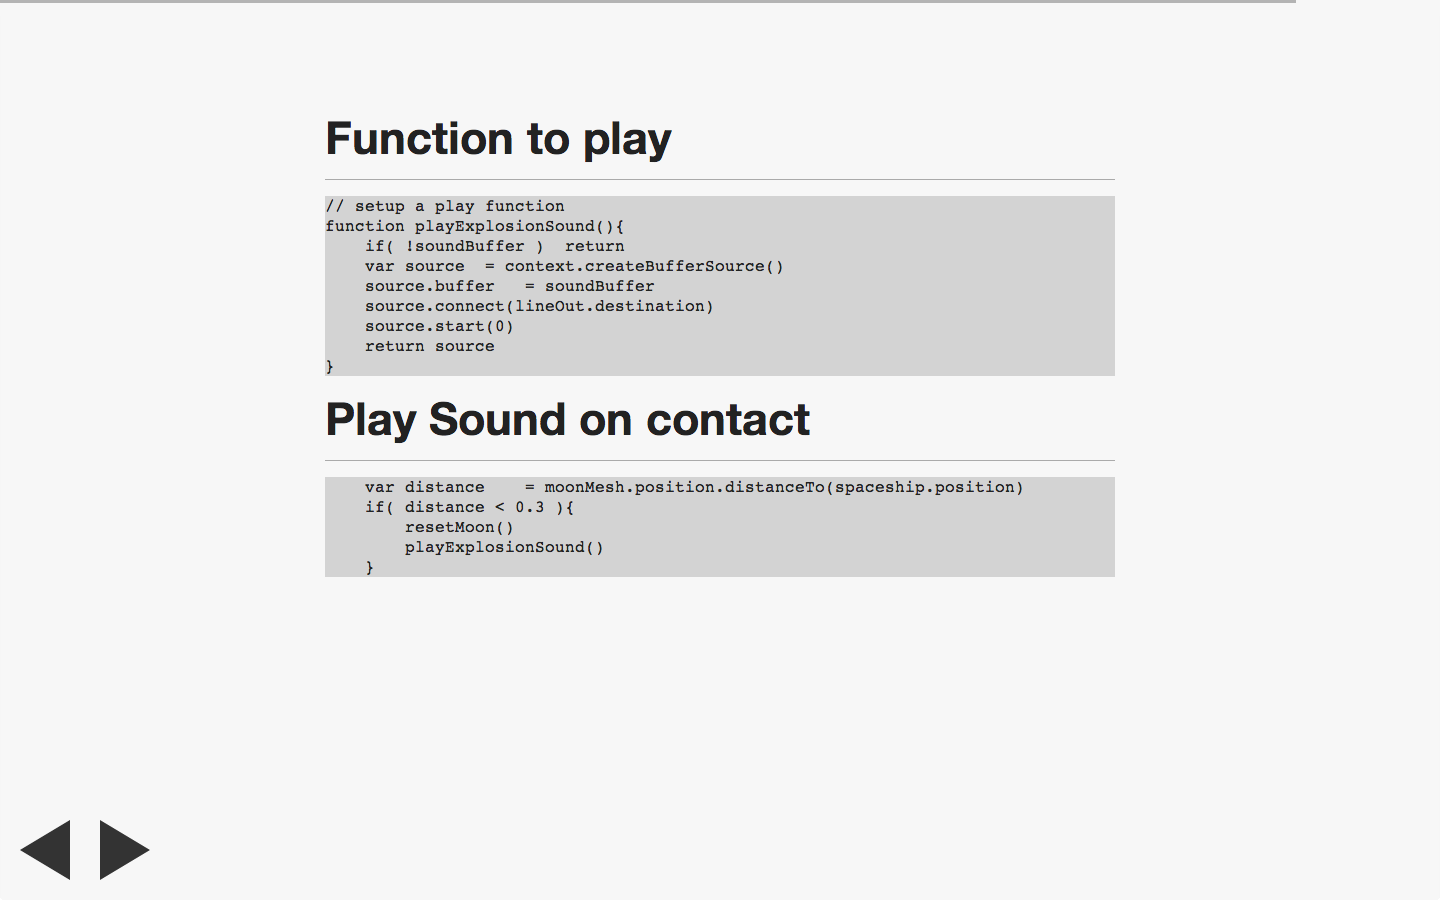 Function to play
// setup a play function
function playExplosionSound(){
    if( !soundBuffer )  return
    var source  = context.createBufferSource()
    source.buffer   = soundBuffer
    source.connect(lineOut.destination)
    source.start(0)
    return source
}
Play Sound on contact
    var distance    = moonMesh.position.distanceTo(spaceship.position)
    if( distance < 0.3 ){
        resetMoon()
        playExplosionSound()
    }